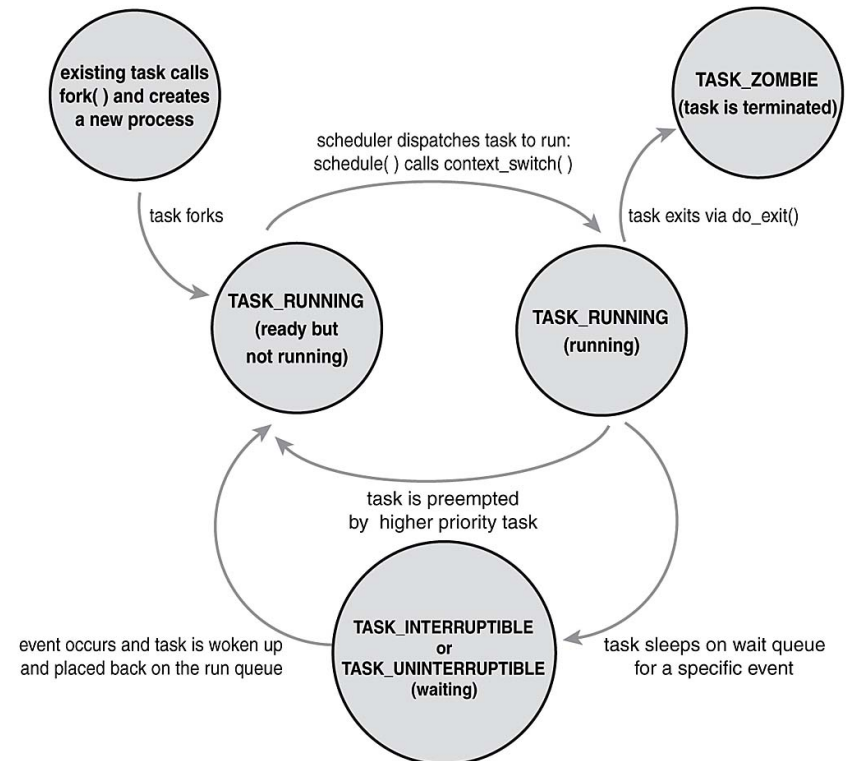 existing task calls
fork( ) and creates
a new process
TASK_ZOMBIE
(task is terminated)
scheduler dispatches task to run:
schedule( ) calls context_switch( )
task forks
task exits via do_exit()
TASK_RUNNING
(ready but
not running)
TASK_RUNNING
(running)
task is preempted
by higher priority task
TASK_INTERRUPTIBLE
or
TASK_UNINTERRUPTIBLE
(waiting)
event occurs and task is woken up
and placed back on the run queue
task sleeps on wait queue
for a specific event